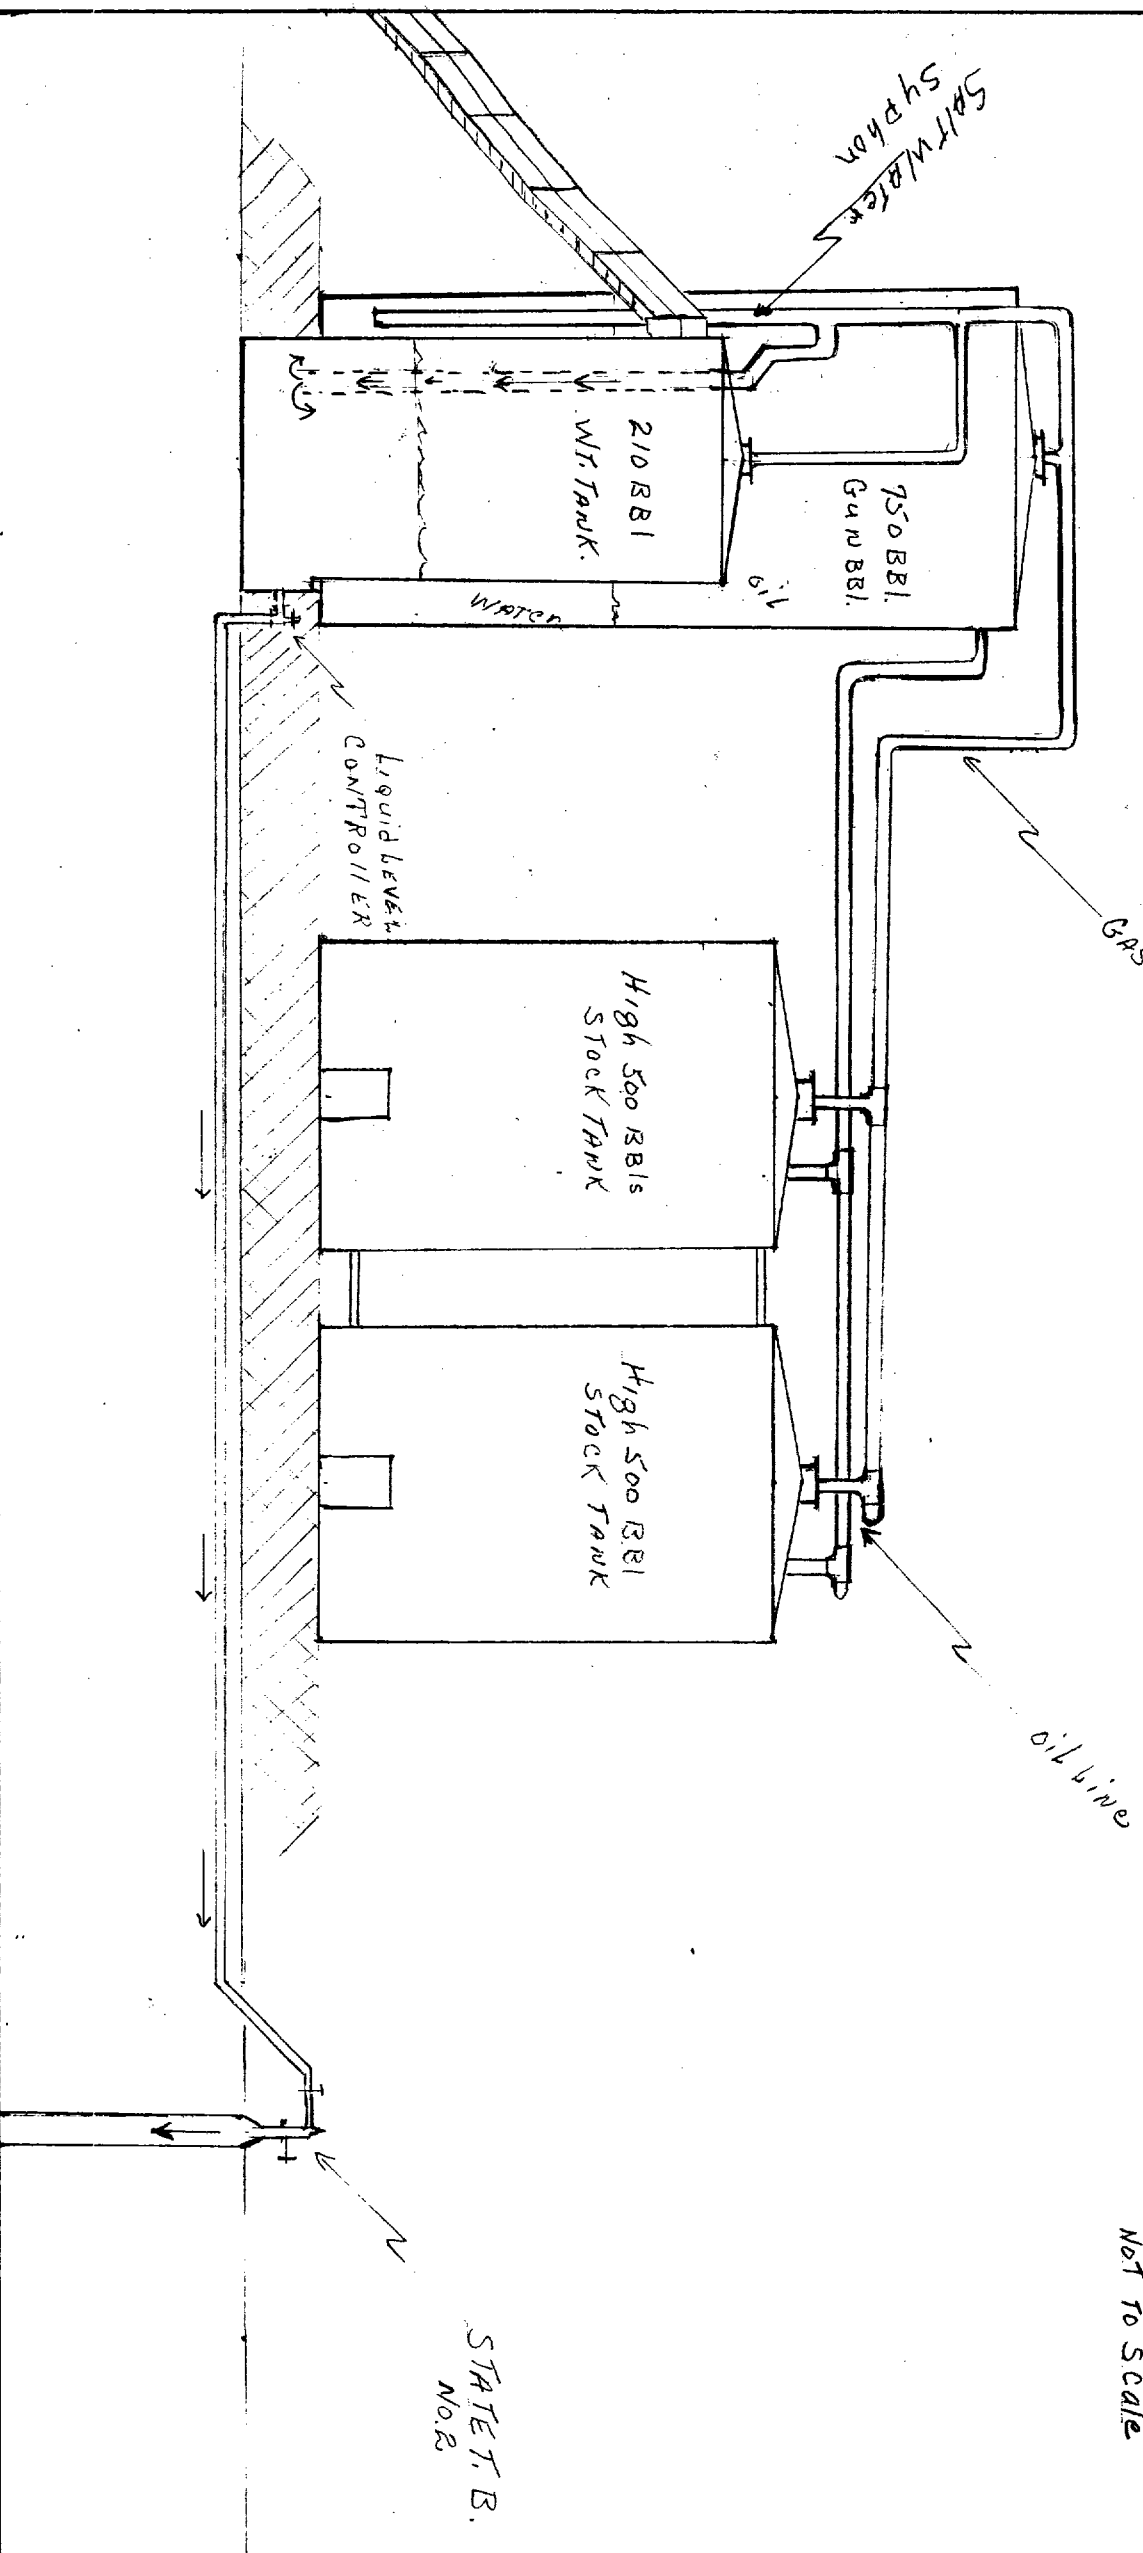 SAlT WATer
Syphon
750 BBl.
Gun BBl.
oil
210 BBl
WT. TANK.
WATer
GAS
Liquid LEVEL
CONTROllER
High 500 BBls
STOCK TANK
High 500 BBl
STOCK TANK
oil Line
NOT TO SCale
STATE T. B.
No. 2